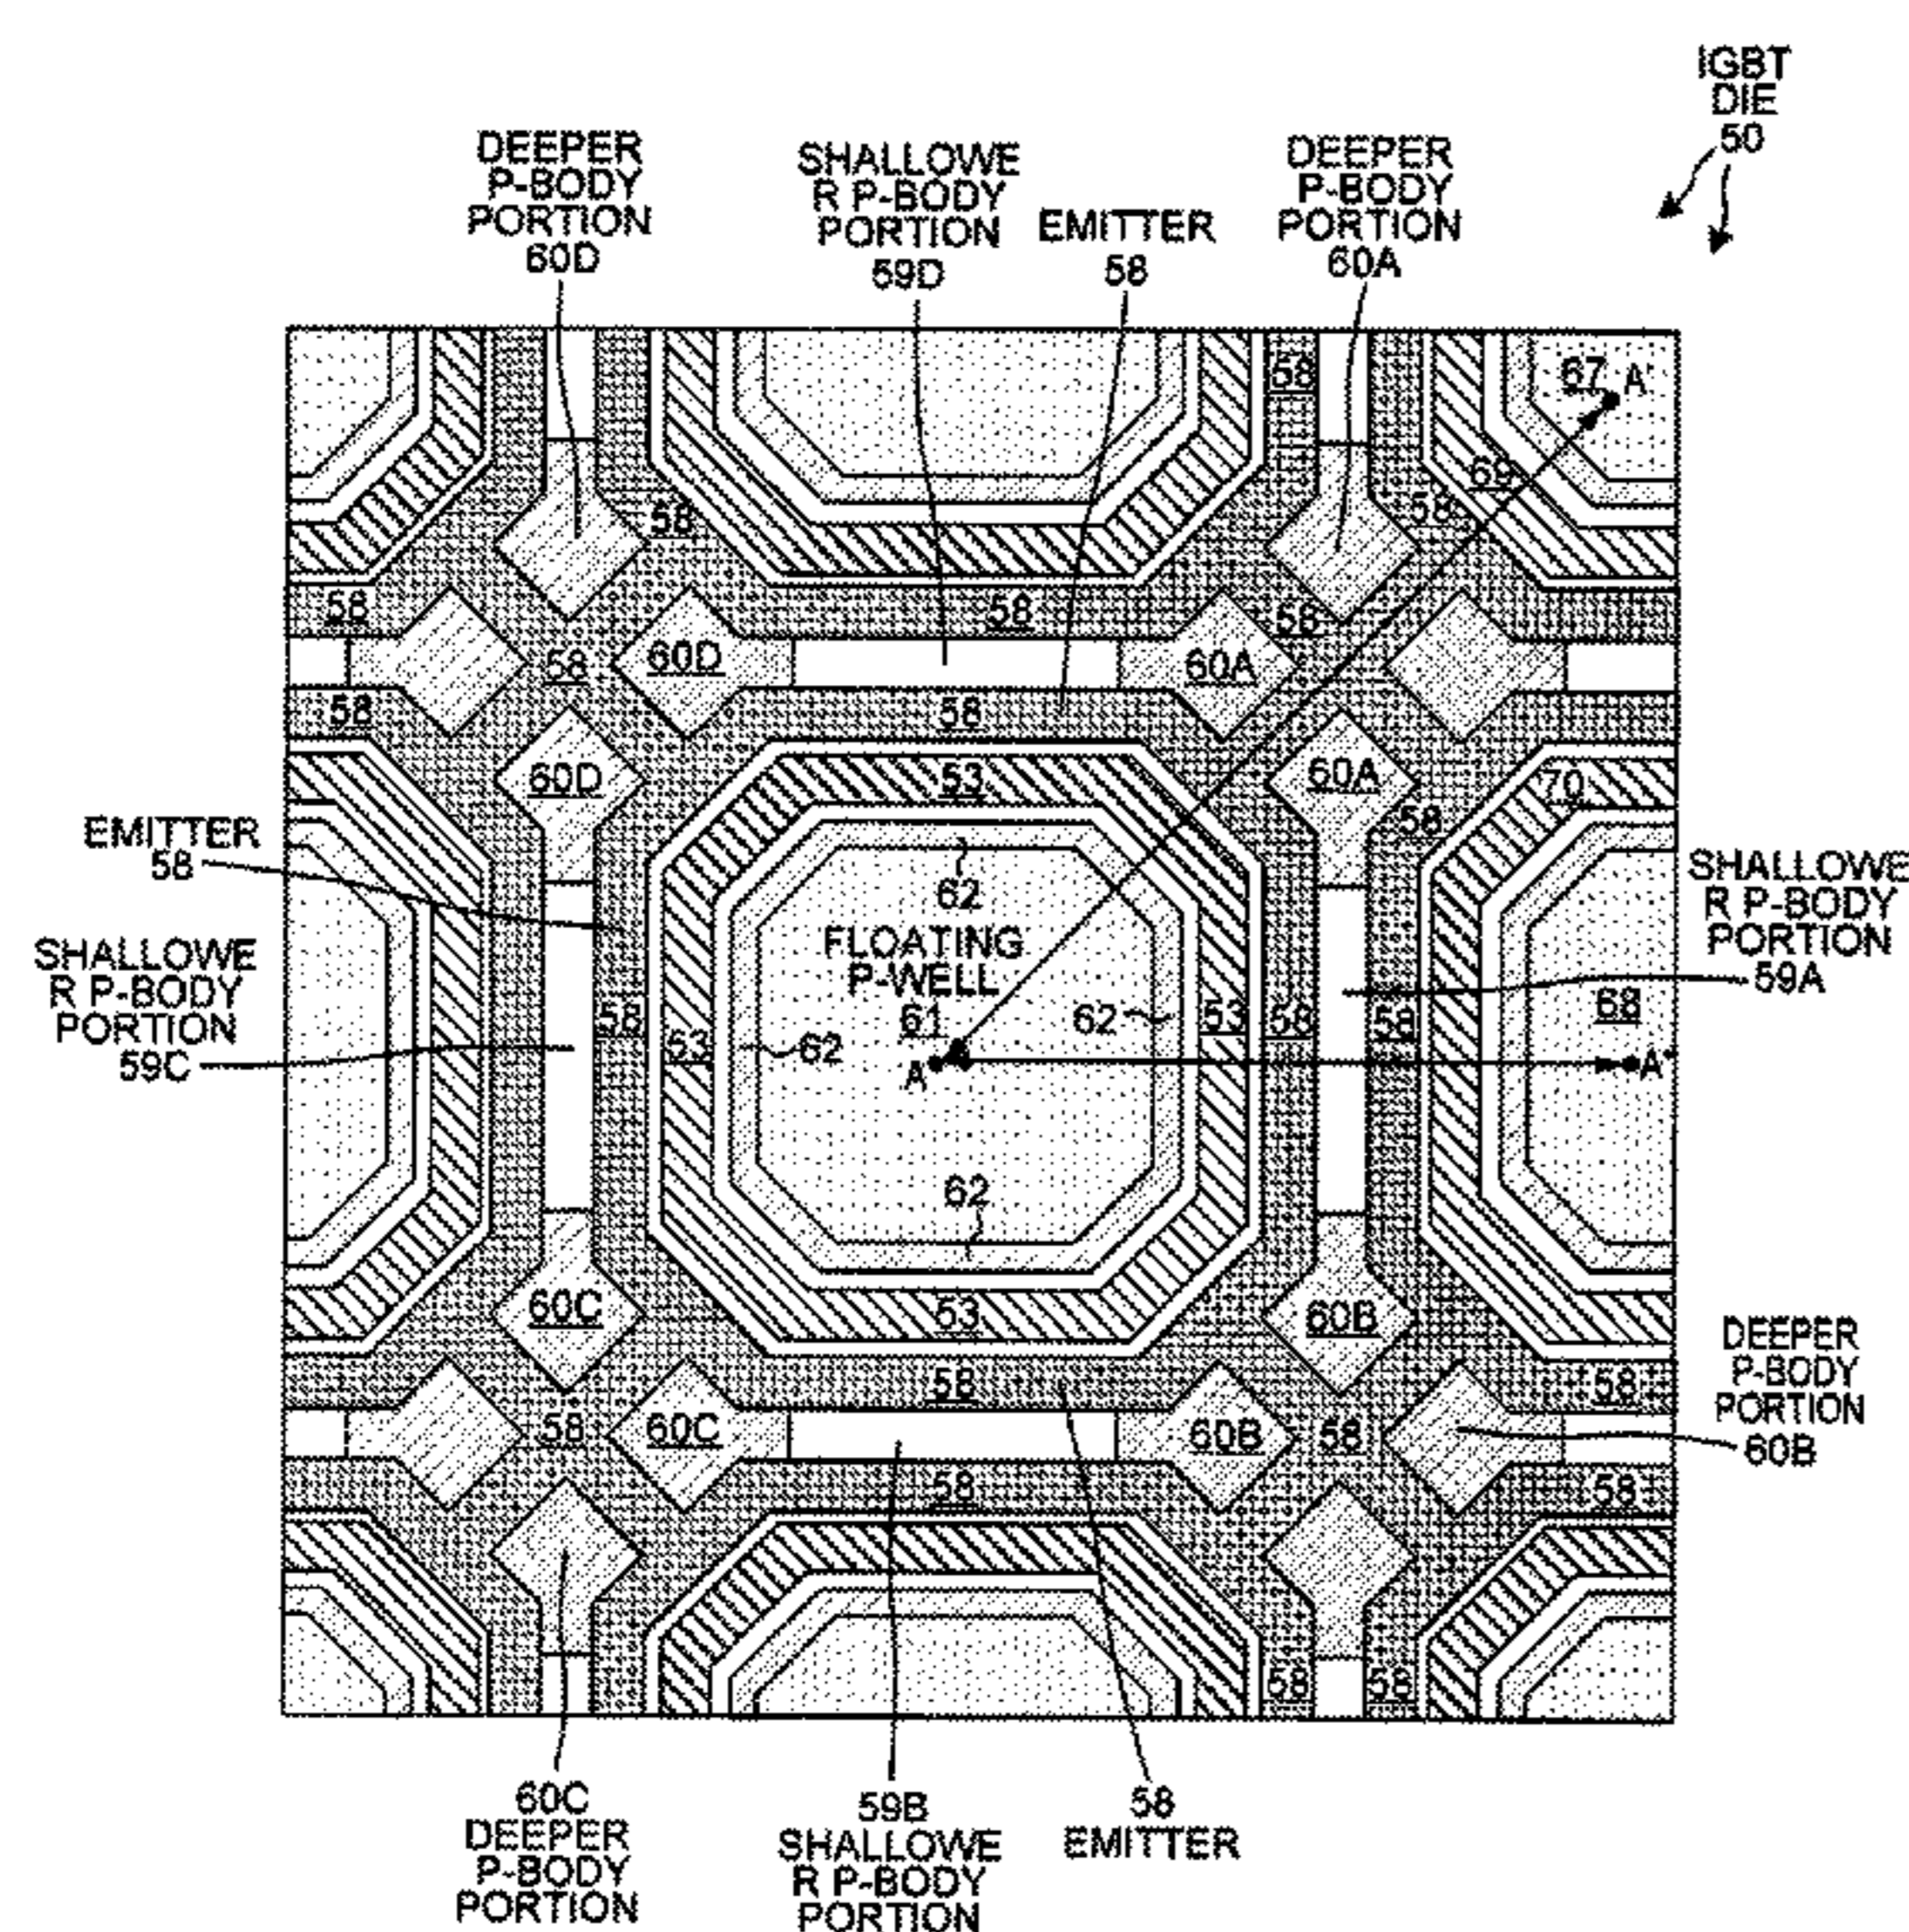 IGBT
DIE
50
DEEPER
P-BODY
PORTION
60D
SHALLOWE
R P-BODY
PORTION
59D
EMITTER
58
DEEPER
P-BODY
PORTION
60A
58
67
A'
69
58
58
58
58
58
60D
58
60A
58
58
60D
53
60A
70
58
EMITTER
58
62
SHALLOWE
R P-BODY
PORTION
59A
FLOATING
P-WELL
61
SHALLOWE
R P-BODY
PORTION
59C
58
53
62
A
62
53
58
58
68
A"
62
60C
53
60B
DEEPER
P-BODY
PORTION
60B
58
58
58
60C
60B
58
58
58
58
58
60C
DEEPER
P-BODY
PORTION
59B
SHALLOWE
R P-BODY
PORTION
58
EMITTER